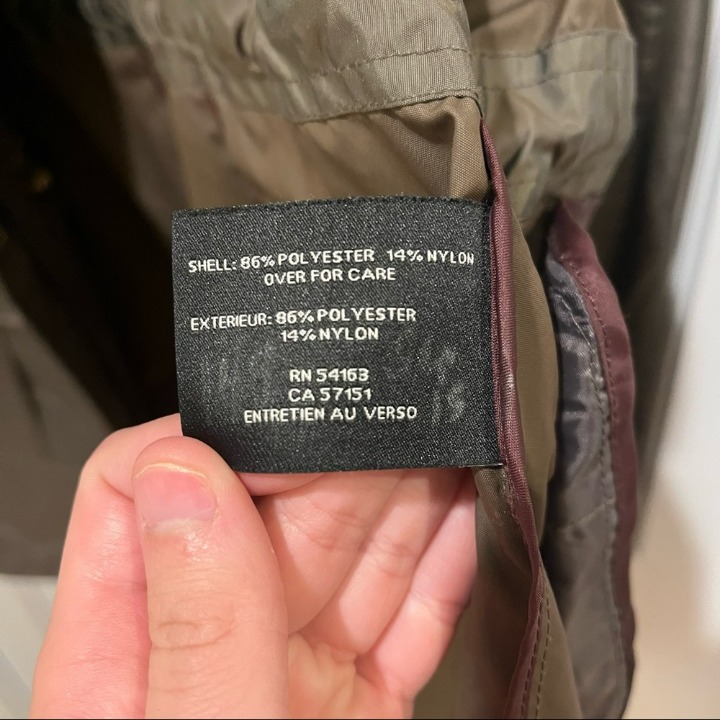 SHELL: 86% POLYESTER 14% NYLON
OVER FOR CARE
EXTERIEUR: 86% POLYESTER
14% NYLON
RN 54163
CA 57151
ENTRETIEN AU VERSO